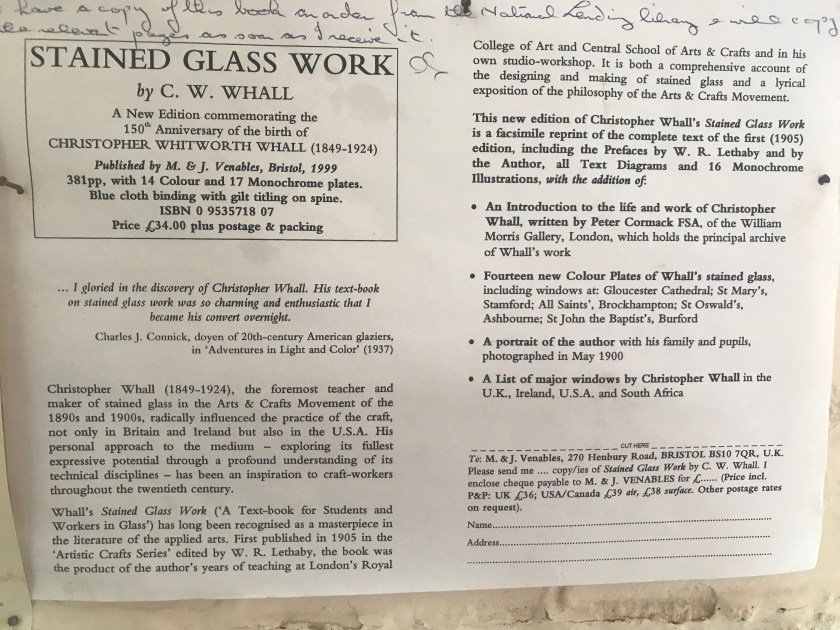 have a copy of this book on order from the National Lending library & will copy
the relevant pages as soon as I receive it.
STAINED GLASS WORK
by C. W. WHALL
A New Edition commemorating the
150th Anniversary of the birth of
CHRISTOPHER WHITWORTH WHALL (1849-1924)
Published by M. & J. Venables, Bristol, 1999
381pp, with 14 Colour and 17 Monochrome plates.
Blue cloth binding with gilt titling on spine.
ISBN 0 9535718 07
Price £34.00 plus postage & packing
... I gloried in the discovery of Christopher Whall. His text-book
on stained glass work was so charming and enthusiastic that I
became his convert overnight.
Charles J. Connick, doyen of 20th-century American glaziers,
in ‘Adventures in Light and Color’ (1937)
Christopher Whall (1849-1924), the foremost teacher and
maker of stained glass in the Arts & Crafts Movement of the
1890s and 1900s, radically influenced the practice of the craft,
not only in Britain and Ireland but also in the U.S.A. His
personal approach to the medium – exploring its fullest
expressive potential through a profound understanding of its
technical disciplines – has been an inspiration to craft-workers
throughout the twentieth century.
Whall’s Stained Glass Work (‘A Text-book for Students and
Workers in Glass’) has long been recognised as a masterpiece in
the literature of the applied arts. First published in 1905 in the
‘Artistic Crafts Series’ edited by W. R. Lethaby, the book was
the product of the author’s years of teaching at London’s Royal
College of Art and Central School of Arts & Crafts and in his
own studio-workshop. It is both a comprehensive account of
the designing and making of stained glass and a lyrical
exposition of the philosophy of the Arts & Crafts Movement.
This new edition of Christopher Whall’s Stained Glass Work
is a facsimile reprint of the complete text of the first (1905)
edition, including the Prefaces by W. R. Lethaby and by
the Author, all Text Diagrams and 16 Monochrome
Illustrations, with the addition of:
• An Introduction to the life and work of Christopher
Whall, written by Peter Cormack FSA, of the William
Morris Gallery, London, which holds the principal archive
of Whall’s work
• Fourteen new Colour Plates of Whall’s stained glass,
including windows at: Gloucester Cathedral; St Mary’s,
Stamford; All Saints’, Brockhampton; St Oswald’s,
Ashbourne; St John the Baptist’s, Burford
• A portrait of the author with his family and pupils,
photographed in May 1900
• A List of major windows by Christopher Whall in the
U.K., Ireland, U.S.A. and South Africa
CUT HERE
To: M. & J. Venables, 270 Henbury Road, BRISTOL BS10 7QR, U.K.
Please send me .... copy/ies of Stained Glass Work by C. W. Whall. I
enclose cheque payable to M. & J. VENABLES for £...... (Price incl.
P&P: UK £36; USA/Canada £39 air, £38 surface. Other postage rates
on request).
Name
Address